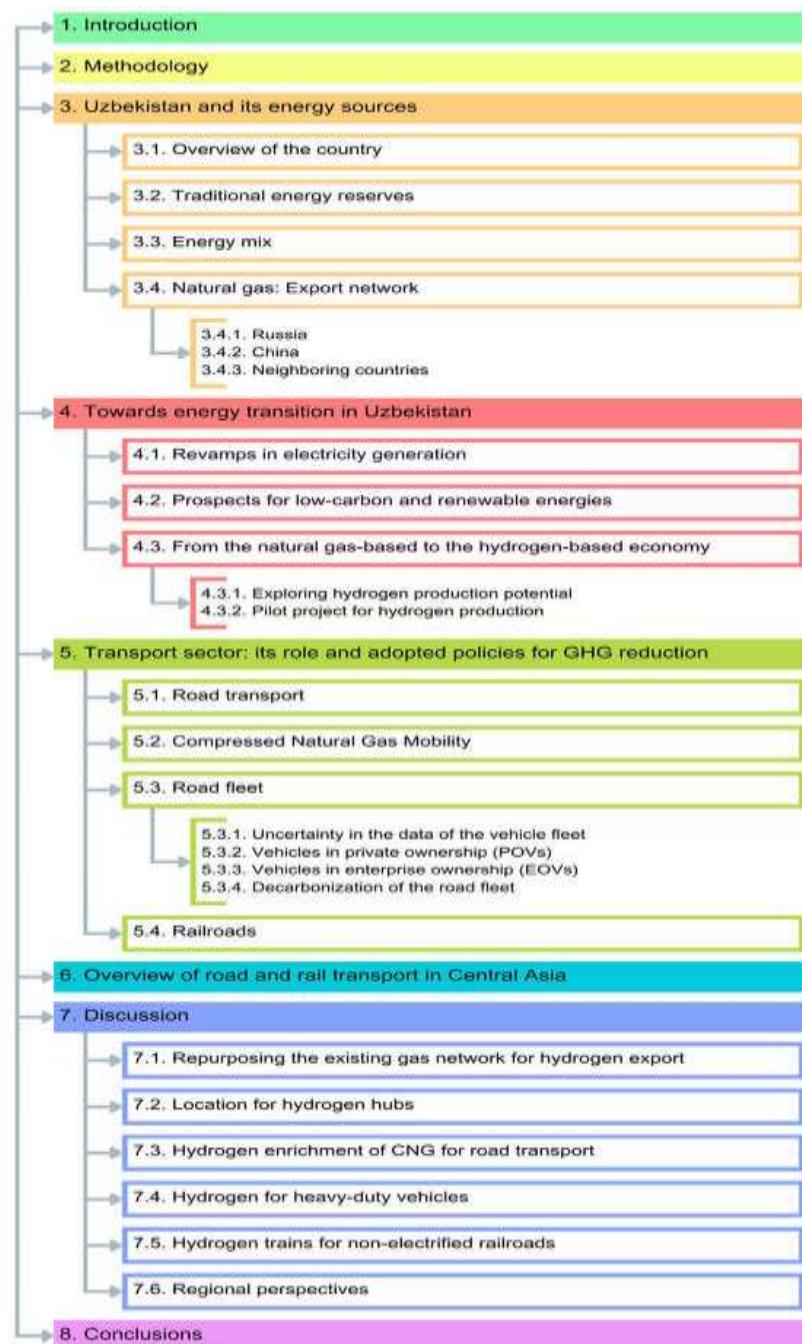 1. Introduction
2. Methodology
3. Uzbekistan and its energy sources
3.1. Overview of the country
3.2. Traditional energy reserves
3.3. Energy mix
3.4. Natural gas: Export network
3.4.1. Russia
3.4.2. China
3.4.3. Neighboring countries
4. Towards energy transition in Uzbekistan
4.1. Revamps in electricity generation
4.2. Prospects for low-carbon and renewable energies
4.3. From the natural gas-based to the hydrogen-based economy
4.3.1. Exploring hydrogen production potential
4.3.2. Pilot project for hydrogen production
5. Transport sector: its role and adopted policies for GHG reduction
5.1. Road transport
5.2. Compressed Natural Gas Mobility
5.3. Road fleet
5.3.1. Uncertainty in the data of the vehicle fleet
5.3.2. Vehicles in private ownership (POVs)
5.3.3. Vehicles in enterprise ownership (EOVs)
5.3.4. Decarbonization of the road fleet
5.4. Railroads
6. Overview of road and rail transport in Central Asia
7. Discussion
7.1. Repurposing the existing gas network for hydrogen export
7.2. Location for hydrogen hubs
7.3. Hydrogen enrichment of CNG for road transport
7.4. Hydrogen for heavy-duty vehicles
7.5. Hydrogen trains for non-electrified railroads
7.6. Regional perspectives
8. Conclusions